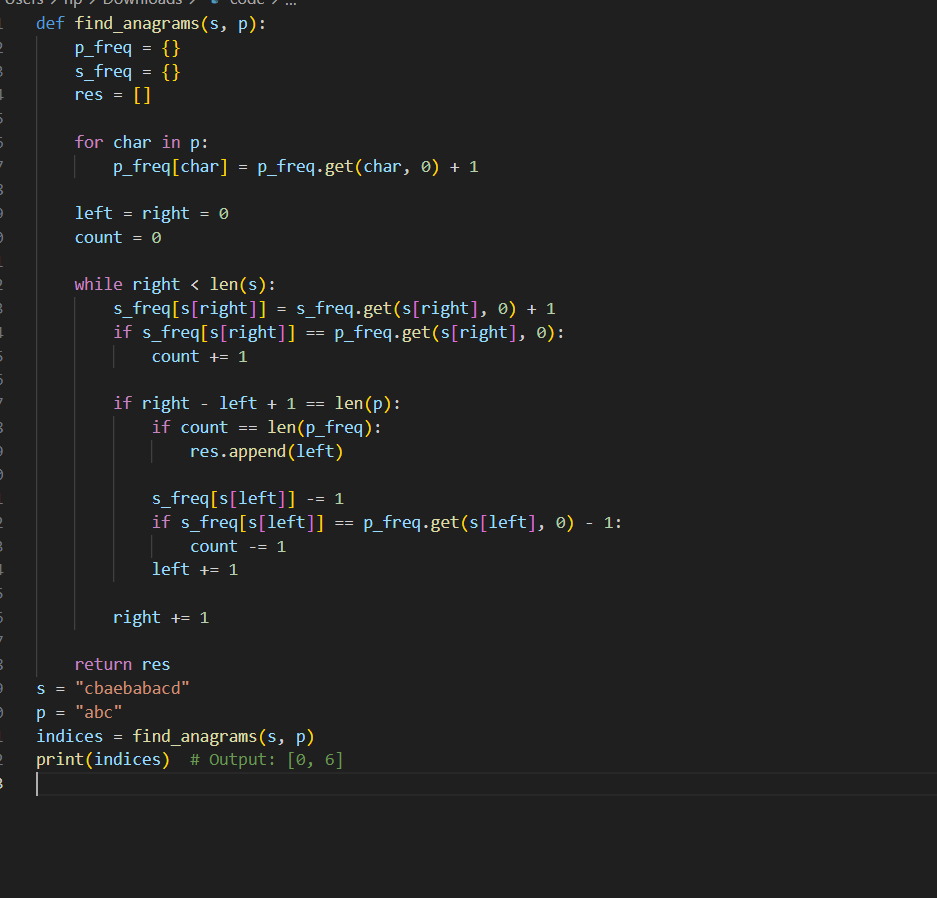 Users > hp > Downloads > code > ...
def find_anagrams(s, p):
    p_freq = {}
    s_freq = {}
    res = []

    for char in p:
        p_freq[char] = p_freq.get(char, 0) + 1

    left = right = 0
    count = 0

    while right < len(s):
        s_freq[s[right]] = s_freq.get(s[right], 0) + 1
        if s_freq[s[right]] == p_freq.get(s[right], 0):
            count += 1

        if right - left + 1 == len(p):
            if count == len(p_freq):
                res.append(left)

            s_freq[s[left]] -= 1
            if s_freq[s[left]] == p_freq.get(s[left], 0) - 1:
                count -= 1
            left += 1

        right += 1

    return res
s = "cbaebabacd"
p = "abc"
indices = find_anagrams(s, p)
print(indices)  # Output: [0, 6]